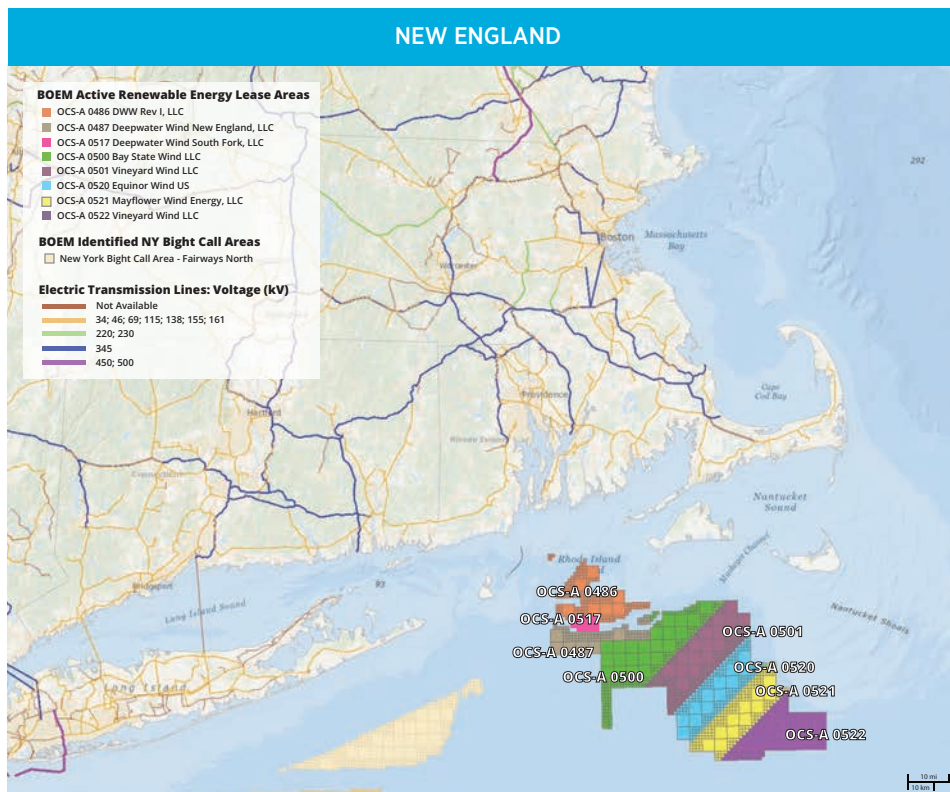 NEW ENGLAND
BOEM Active Renewable Energy Lease Areas
OCS-A 0486 DWW Rev I, LLC
OCS-A 0487 Deepwater Wind New England, LLC
OCS-A 0517 Deepwater Wind South Fork, LLC
OCS-A 0500 Bay State Wind LLC
OCS-A 0501 Vineyard Wind LLC
OCS-A 0520 Equinor Wind US
OCS-A 0521 Mayflower Wind Energy, LLC
OCS-A 0522 Vineyard Wind LLC
BOEM Identified NY Bight Call Areas
New York Bight Call Area - Fairways North
Electric Transmission Lines: Voltage (kV)
Not Available
34; 46; 69; 115; 138; 155; 161
220; 230
345
450; 500
292
Boston
Massachusetts
Bay
Worcester
Cape
Cod Bay
Providence
Hartford
Connecticut
Nantucket
Sound
Rhode Island
Muskeget Channel
Bridgeport
93
Long Island Sound
Nantucket Shoals
Long Island
OCS-A 0486
OCS-A 0517
OCS-A 0501
OCS-A 0487
OCS-A 0520
OCS-A 0500
OCS-A 0521
OCS-A 0522
10 mi
10 km